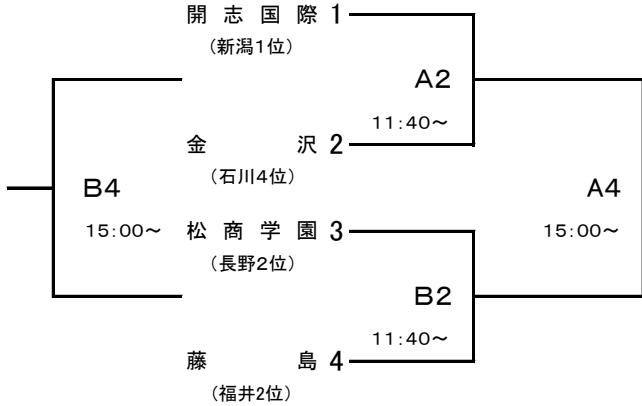 開志国際 1
（新潟1位）
A2
11:40～
金沢 2
（石川4位）
B4
15:00～
A4
15:00～
松商学園 3
（長野2位）
B2
11:40～
藤島 4
（福井2位）